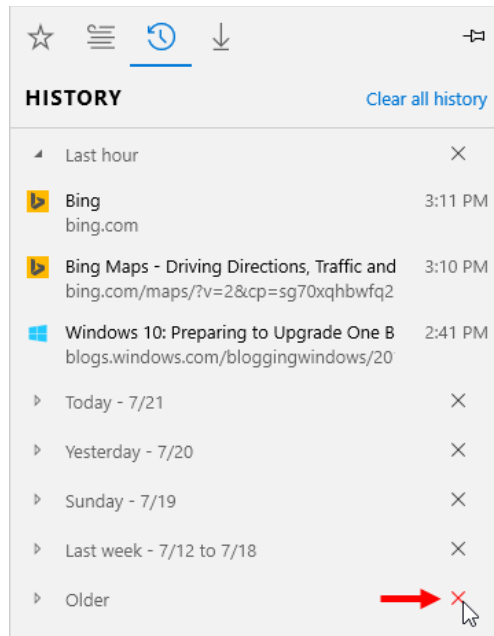 HISTORY Clear all history
Last hour
Bing 3:11 PM
bing.com
Bing Maps - Driving Directions, Traffic and 3:10 PM
bing.com/maps/?v=2&cp=sg70xqhbwfq2
Windows 10: Preparing to Upgrade One B 2:41 PM
blogs.windows.com/bloggingwindows/20
Today - 7/21
Yesterday - 7/20
Sunday - 7/19
Last week - 7/12 to 7/18
Older